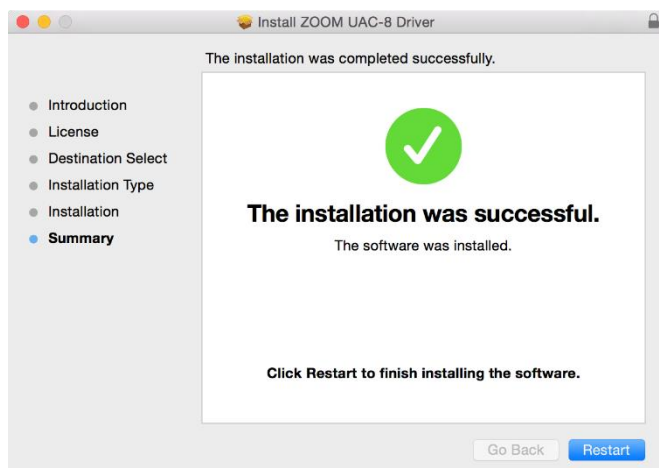 Install ZOOM UAC-8 Driver
The installation was completed successfully.
Introduction
License
Destination Select
Installation Type
Installation
Summary
The installation was successful.
The software was installed.
Click Restart to finish installing the software.
Go Back
Restart